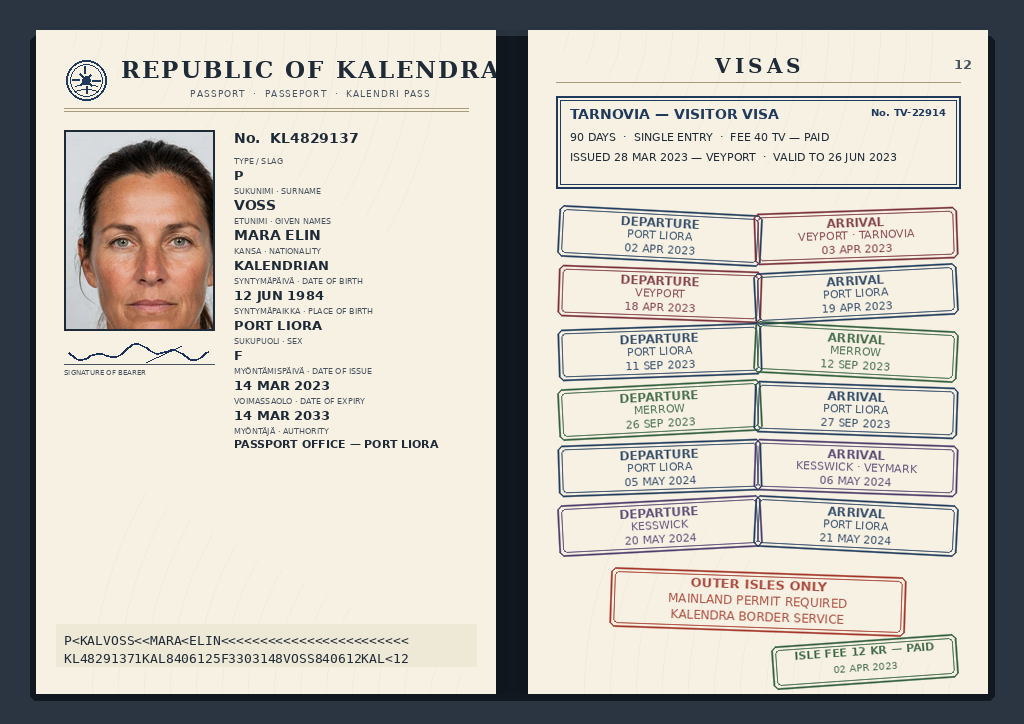 REPUBLIC OF KALENDRA
PASSPORT · PASSEPORT · KALENDRI PASS
No. KL4829137
TYPE / SLAG
P
SUKUNIMI · SURNAME
VOSS
ETUNIMI · GIVEN NAMES
MARA ELIN
KANSA · NATIONALITY
KALENDRIAN
SYNTYMÄPÄIVÄ · DATE OF BIRTH
12 JUN 1984
SYNTYMÄPAIKKA · PLACE OF BIRTH
PORT LIORA
SUKUPUOLI · SEX
F
MYÖNTÄMISPÄIVÄ · DATE OF ISSUE
14 MAR 2023
VOIMASSAOLO · DATE OF EXPIRY
14 MAR 2033
MYÖNTÄJÄ · AUTHORITY
PASSPORT OFFICE — PORT LIORA
SIGNATURE OF BEARER
P<KALVOSS<<MARA<ELIN<<<<<<<<<<<<<<<<<<<<<<<<
KL48291371KAL8406125F3303148VOSS840612KAL<12
VISAS
12
TARNOVIA — VISITOR VISA
No. TV-22914
90 DAYS · SINGLE ENTRY · FEE 40 TV — PAID
ISSUED 28 MAR 2023 — VEYPORT · VALID TO 26 JUN 2023
DEPARTURE
PORT LIORA
02 APR 2023
ARRIVAL
VEYPORT · TARNOVIA
03 APR 2023
DEPARTURE
VEYPORT
18 APR 2023
ARRIVAL
PORT LIORA
19 APR 2023
DEPARTURE
PORT LIORA
11 SEP 2023
ARRIVAL
MERROW
12 SEP 2023
DEPARTURE
MERROW
26 SEP 2023
ARRIVAL
PORT LIORA
27 SEP 2023
DEPARTURE
PORT LIORA
05 MAY 2024
ARRIVAL
KESSWICK · VEYMARK
06 MAY 2024
DEPARTURE
KESSWICK
20 MAY 2024
ARRIVAL
PORT LIORA
21 MAY 2024
OUTER ISLES ONLY
MAINLAND PERMIT REQUIRED
KALENDRA BORDER SERVICE
ISLE FEE 12 KR — PAID
02 APR 2023